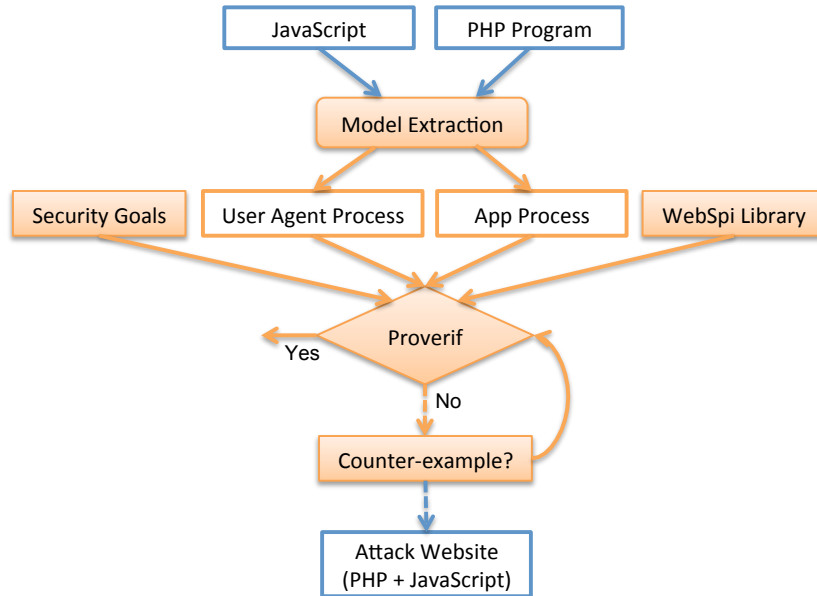 JavaScript
PHP Program
Model Extraction
Security Goals
User Agent Process
App Process
WebSpi Library
Proverif
Yes
No
Counter-example?
Attack Website
(PHP + JavaScript)